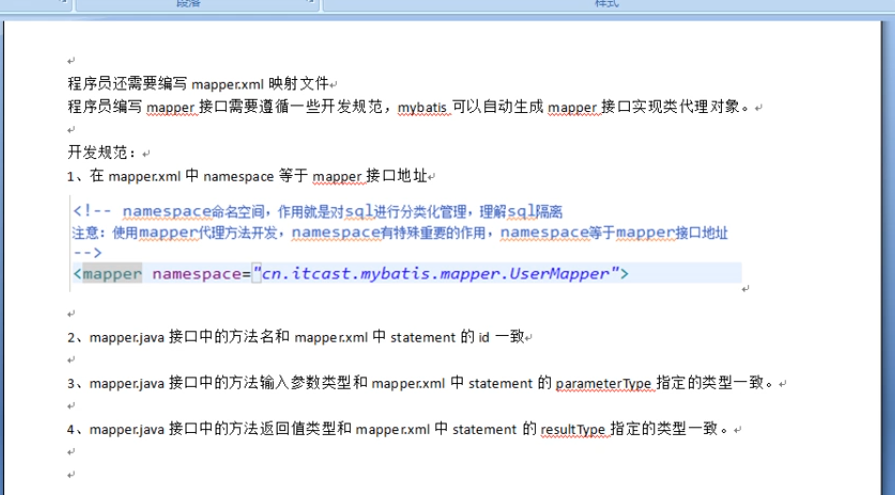 段落
样式
程序员还需要编写 mapper.xml 映射文件
程序员编写 mapper 接口需要遵循一些开发规范，mybatis 可以自动生成 mapper 接口实现类代理对象。
开发规范：
1、在 mapper.xml 中 namespace 等于 mapper 接口地址
<!-- namespace命名空间，作用就是对sql进行分类化管理，理解sql隔离
注意：使用mapper代理方法开发，namespace有特殊重要的作用，namespace等于mapper接口地址
-->
<mapper namespace="cn.itcast.mybatis.mapper.UserMapper">
2、mapper.java 接口中的方法名和 mapper.xml 中 statement 的 id 一致
3、mapper.java 接口中的方法输入参数类型和 mapper.xml 中 statement 的 parameterType 指定的类型一致。
4、mapper.java 接口中的方法返回值类型和 mapper.xml 中 statement 的 resultType 指定的类型一致。